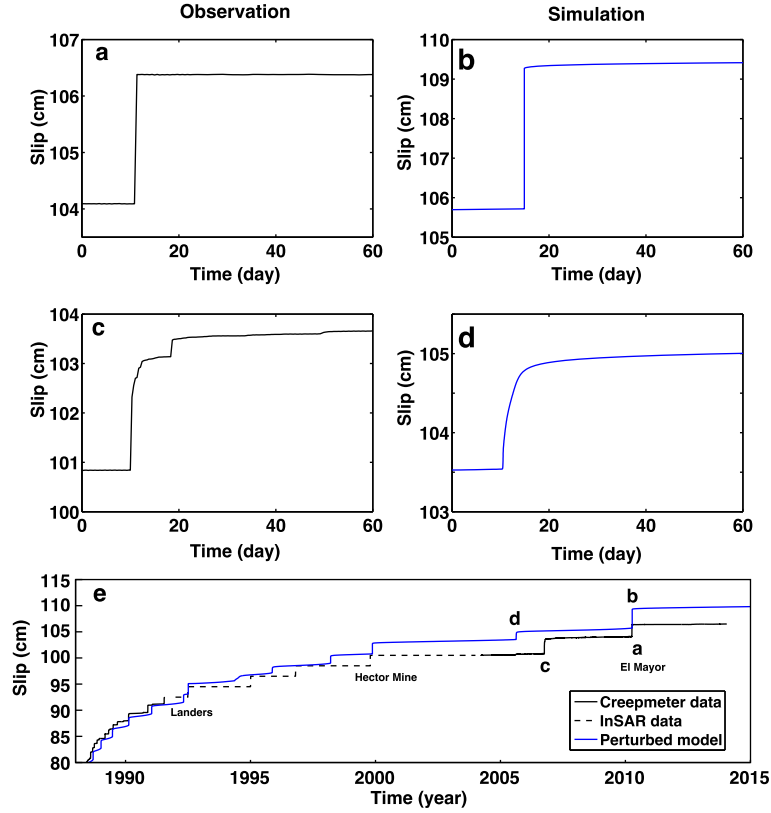 Observation
Simulation
a
107
106
105
104
Slip (cm)
0 20 40 60
Time (day)
b
110
109
108
107
106
105
Slip (cm)
0 20 40 60
Time (day)
c
104
103
102
101
100
Slip (cm)
0 20 40 60
Time (day)
d
105
104
103
Slip (cm)
0 20 40 60
Time (day)
e
115
110
105
100
95
90
85
80
Slip (cm)
b
d
c
a
El Mayor
Hector Mine
Landers
Creepmeter data
InSAR data
Perturbed model
1990 1995 2000 2005 2010 2015
Time (year)